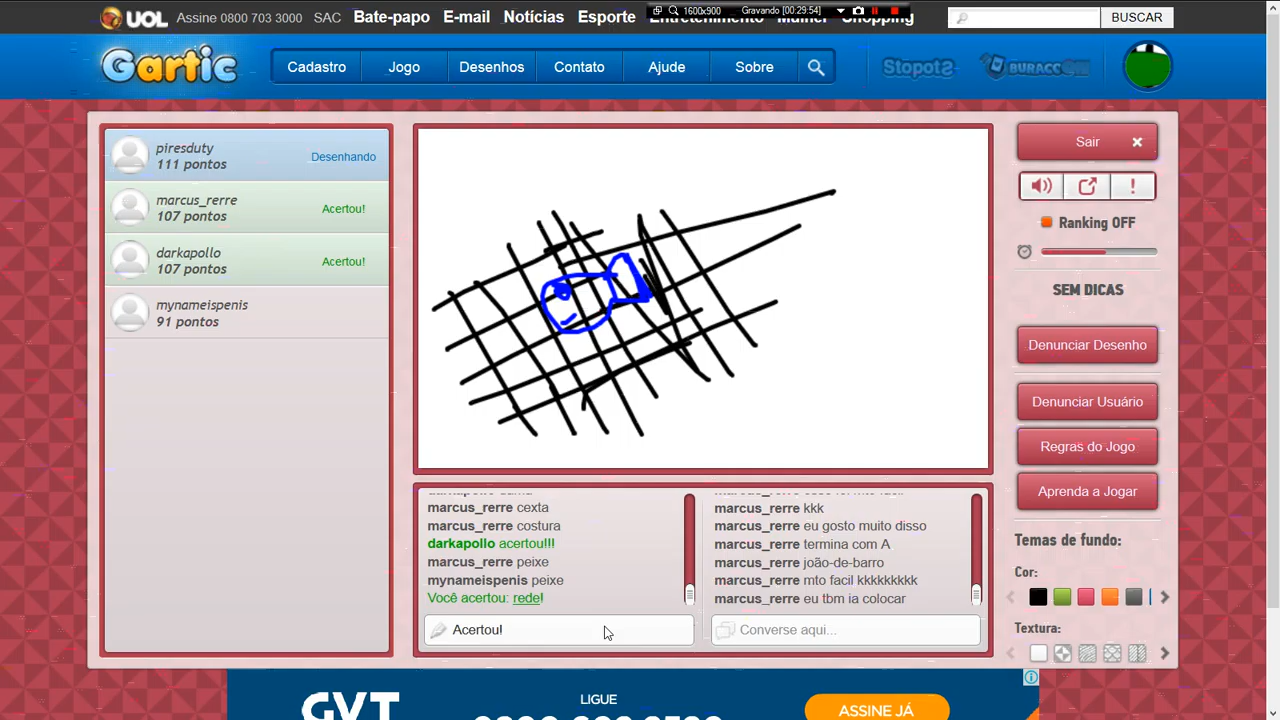 UOL Assine 0800 703 3000 SAC Bate-papo E-mail Notícias Esporte Entretenimento Mulher Shopping BUSCAR
1600x900 Gravando [00:29:54]
Gartic Cadastro Jogo Desenhos Contato Ajude Sobre StopotS BURACOON
piresduty
111 pontos Desenhando
marcus_rerre
107 pontos Acertou!
darkapollo
107 pontos Acertou!
mynameispenis
91 pontos
marcus_rerre cexta
marcus_rerre costura
darkapollo acertou!!!
marcus_rerre peixe
mynameispenis peixe
Você acertou: rede!
Acertou!
marcus_rerre kkk
marcus_rerre eu gosto muito disso
marcus_rerre termina com A
marcus_rerre joão-de-barro
marcus_rerre mto facil kkkkkkkkk
marcus_rerre eu tbm ia colocar
Converse aqui...
Sair
Ranking OFF
SEM DICAS
Denunciar Desenho
Denunciar Usuário
Regras do Jogo
Aprenda a Jogar
Temas de fundo:
Cor:
Textura:
GVT
LIGUE
ASSINE JÁ